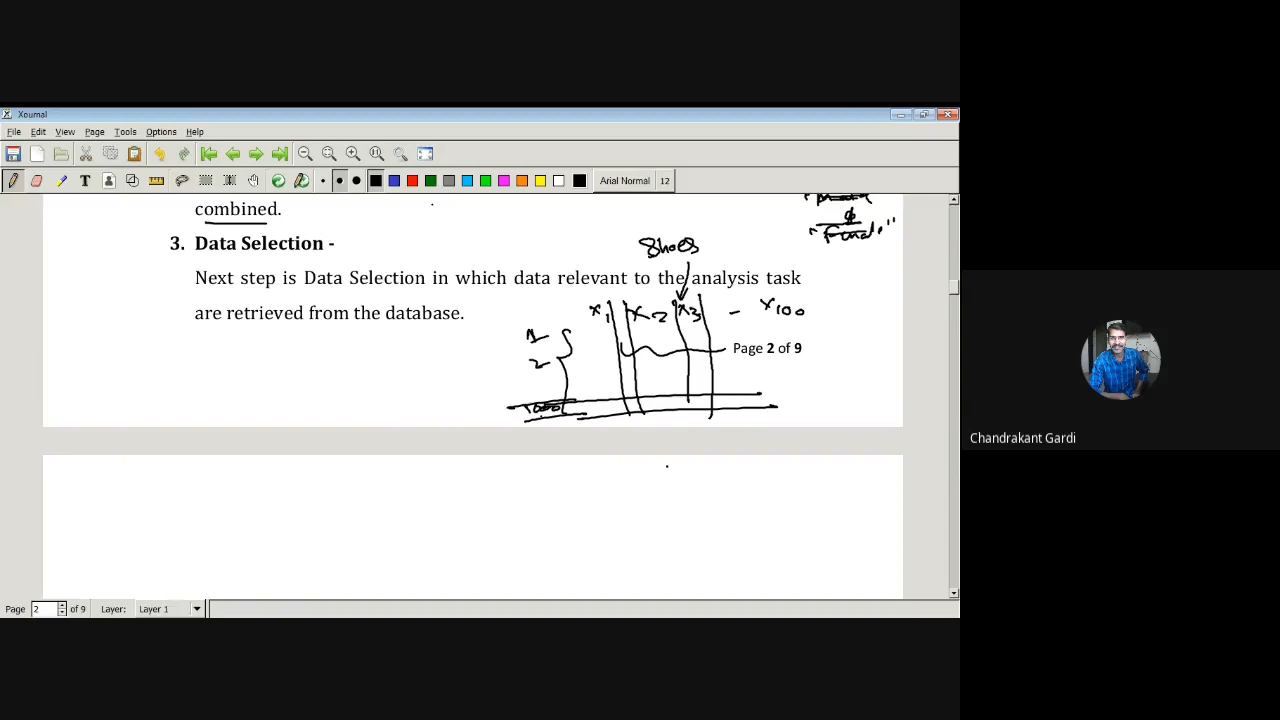 Xournal
File Edit View Page Tools Options Help
T
Arial Normal 12
combined.
"Female"
3. Data Selection -
Shoes
Next step is Data Selection in which data relevant to the analysis task
are retrieved from the database.
x1 x2 x3 - x100
1
2
Page 2 of 9
1000
Page 2 of 9 Layer: Layer 1
Chandrakant Gardi